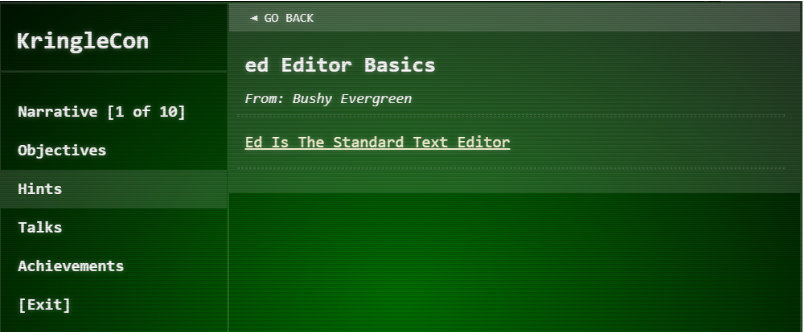 KringleCon
Narrative [1 of 10]
Objectives
Hints
Talks
Achievements
[Exit]
◄ GO BACK
ed Editor Basics
From: Bushy Evergreen
Ed Is The Standard Text Editor